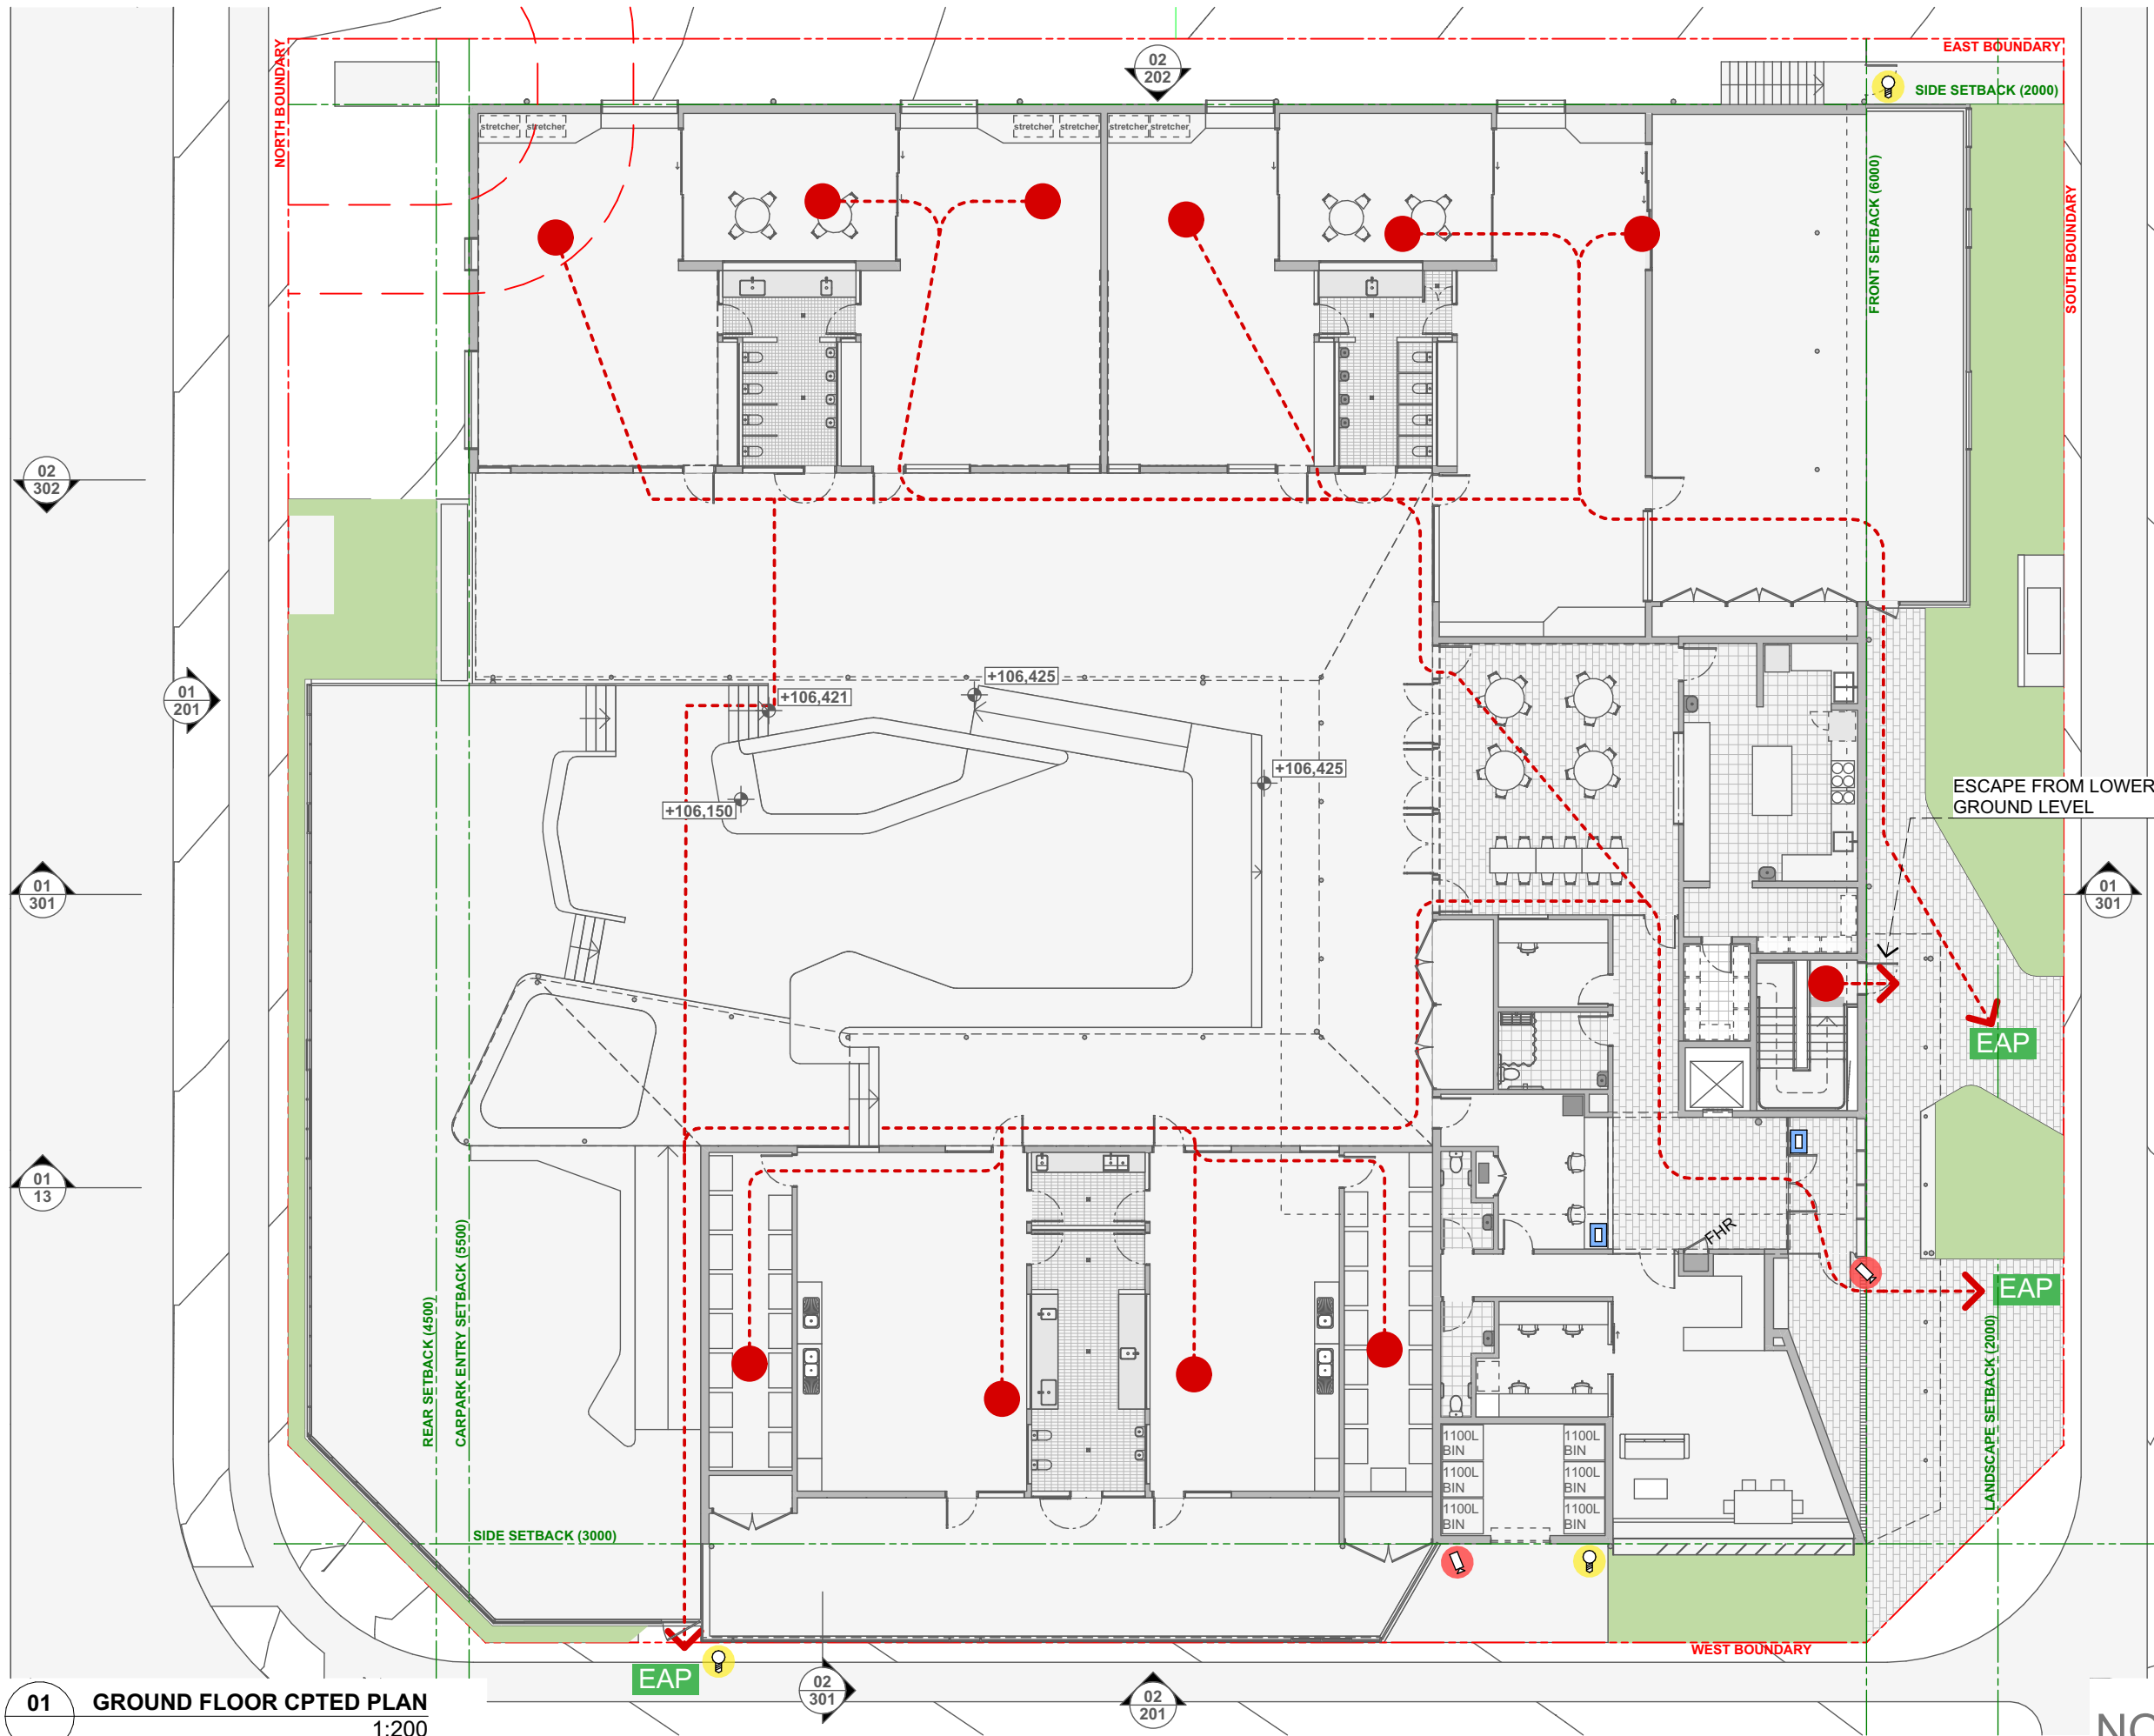 EAST BOUNDARY
NORTH BOUNDARY
02
202
SIDE SETBACK (2000)
stretcher stretcher
stretcher stretcher stretcher stretcher
FRONT SETBACK (6000)
SOUTH BOUNDARY
02
302
+106,425
+106,421
01
201
+106,425
+106,150
ESCAPE FROM LOWER
GROUND LEVEL
01
301
01
301
EAP
01
13
FHR
EAP
REAR SETBACK (4500)
CARPARK ENTRY SETBACK (5500)
LANDSCAPE SETBACK (2000)
1100L
BIN
1100L
BIN
1100L
BIN
1100L
BIN
1100L
BIN
1100L
BIN
SIDE SETBACK (3000)
WEST BOUNDARY
EAP
02
301
02
201
01
GROUND FLOOR CPTED PLAN
1:200
NO